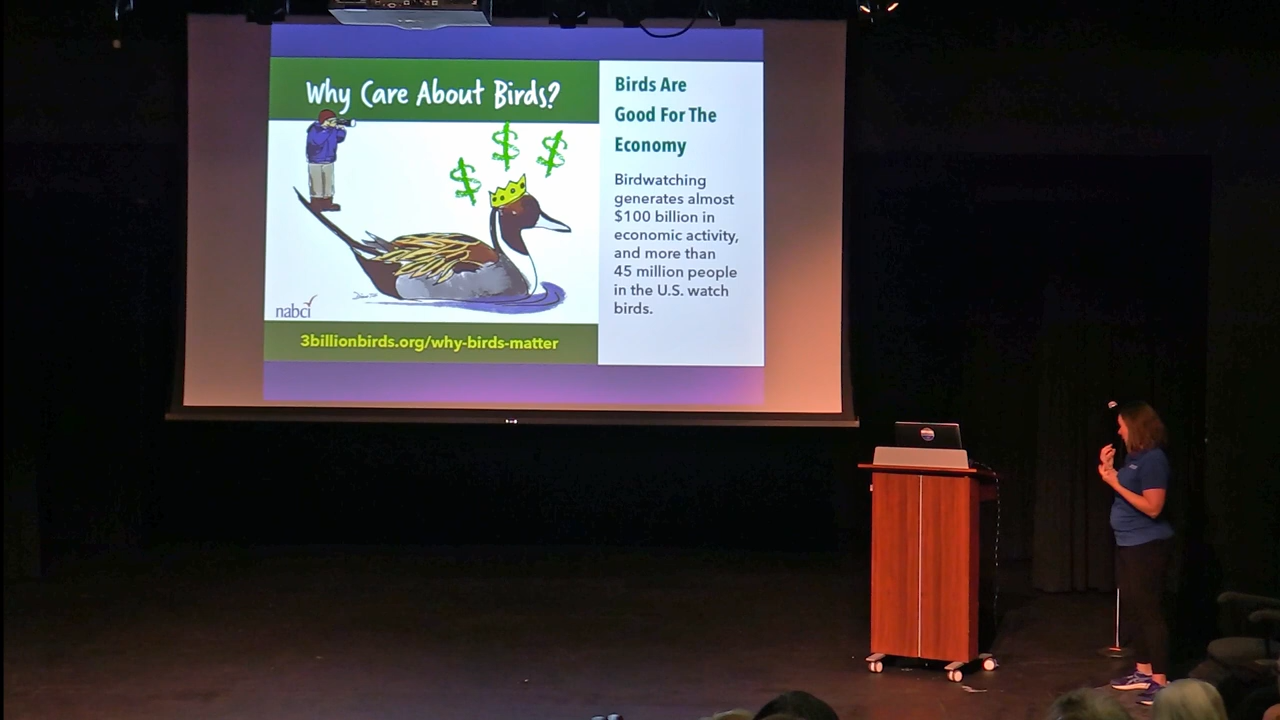 Why Care About Birds?
$ $ $
nabci
3billionbirds.org/why-birds-matter
Birds Are
Good For The
Economy
Birdwatching
generates almost
$100 billion in
economic activity,
and more than
45 million people
in the U.S. watch
birds.